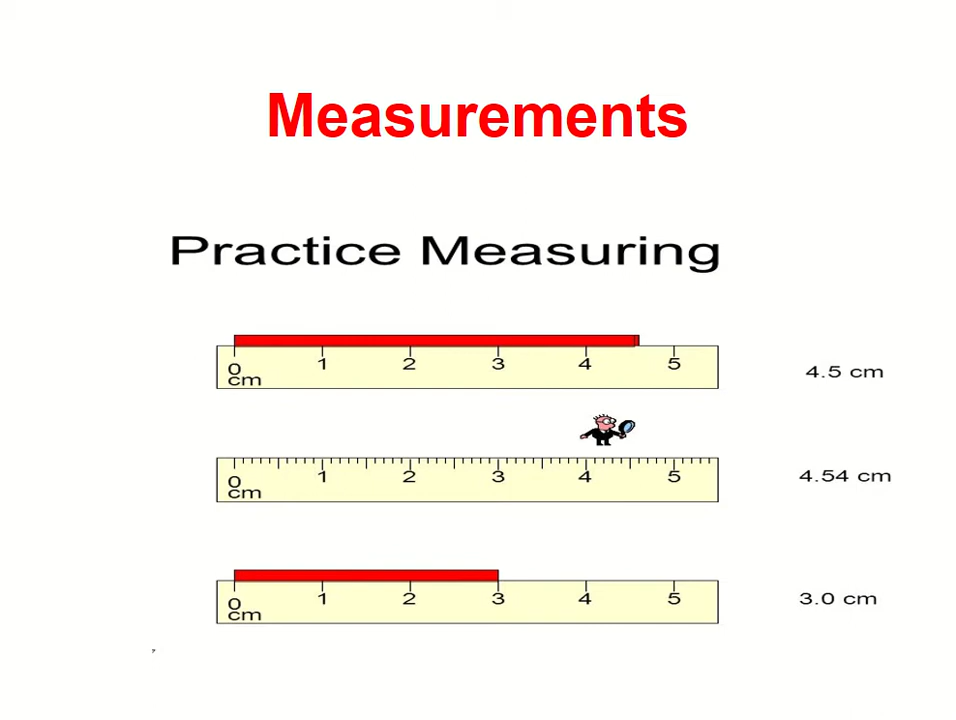 Measurements
Practice Measuring
0 1 2 3 4 5
cm
4.5 cm
0 1 2 3 4 5
cm
4.54 cm
0 1 2 3 4 5
cm
3.0 cm